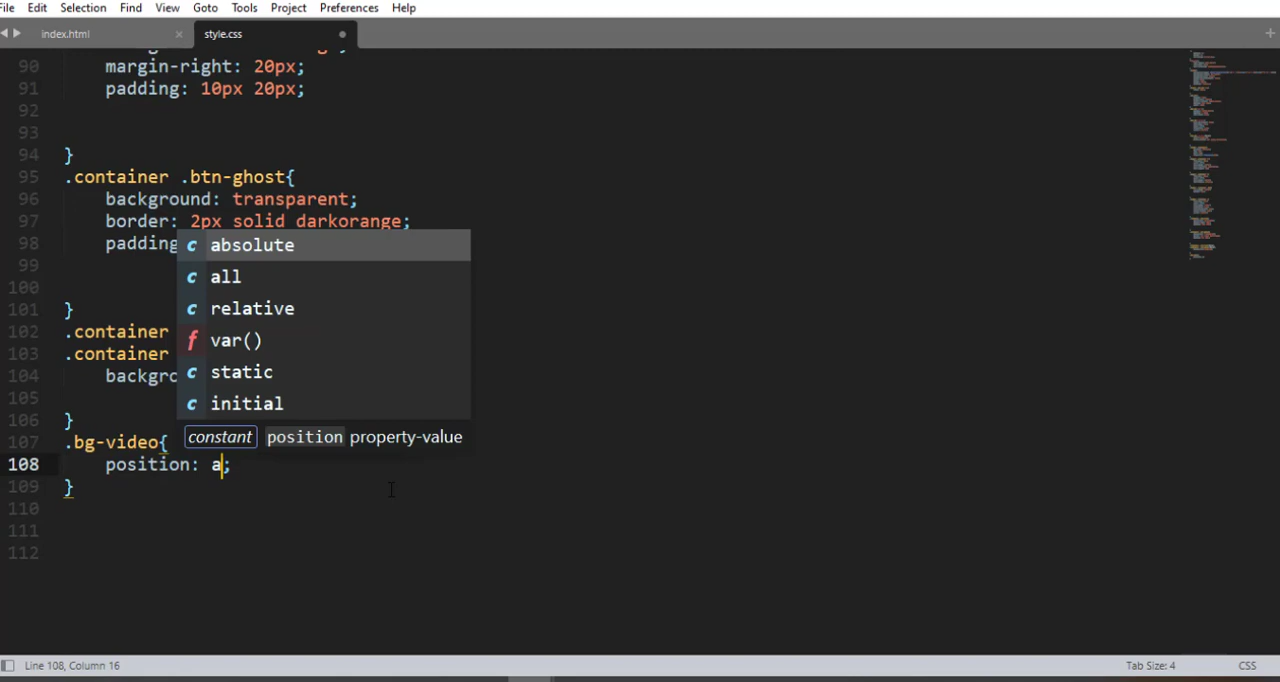 File Edit Selection Find View Goto Tools Project Preferences Help
index.html × style.css
90 margin-right: 20px;
91 padding: 10px 20px;
92
93
94 }
95 .container .btn-ghost{
96 background: transparent;
97 border: 2px solid darkorange;
98 padding
absolute
99
all
100
101 }
relative
102 .container
var()
103 .container
104 backgro
static
105
initial
106 }
107 .bg-video{
constant position property-value
108 position: a;
109 }
110
111
112
Line 108, Column 16 Tab Size: 4 CSS